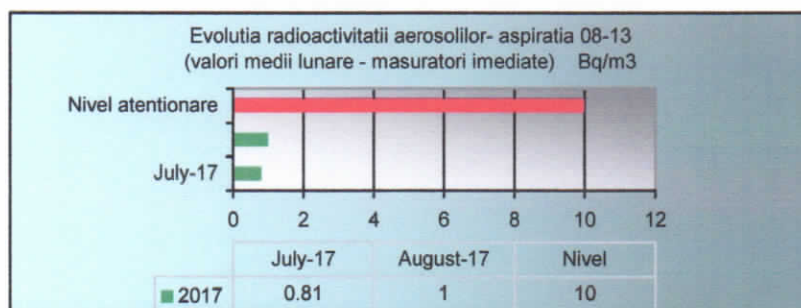 Evolutia radioactivitatii aerosolilor- aspiratia 08-13
(valori medii lunare - masuratori imediate) Bq/m3
Nivel atentionare
July-17
0 2 4 6 8 10 12
July-17 August-17 Nivel
2017 0.81 1 10